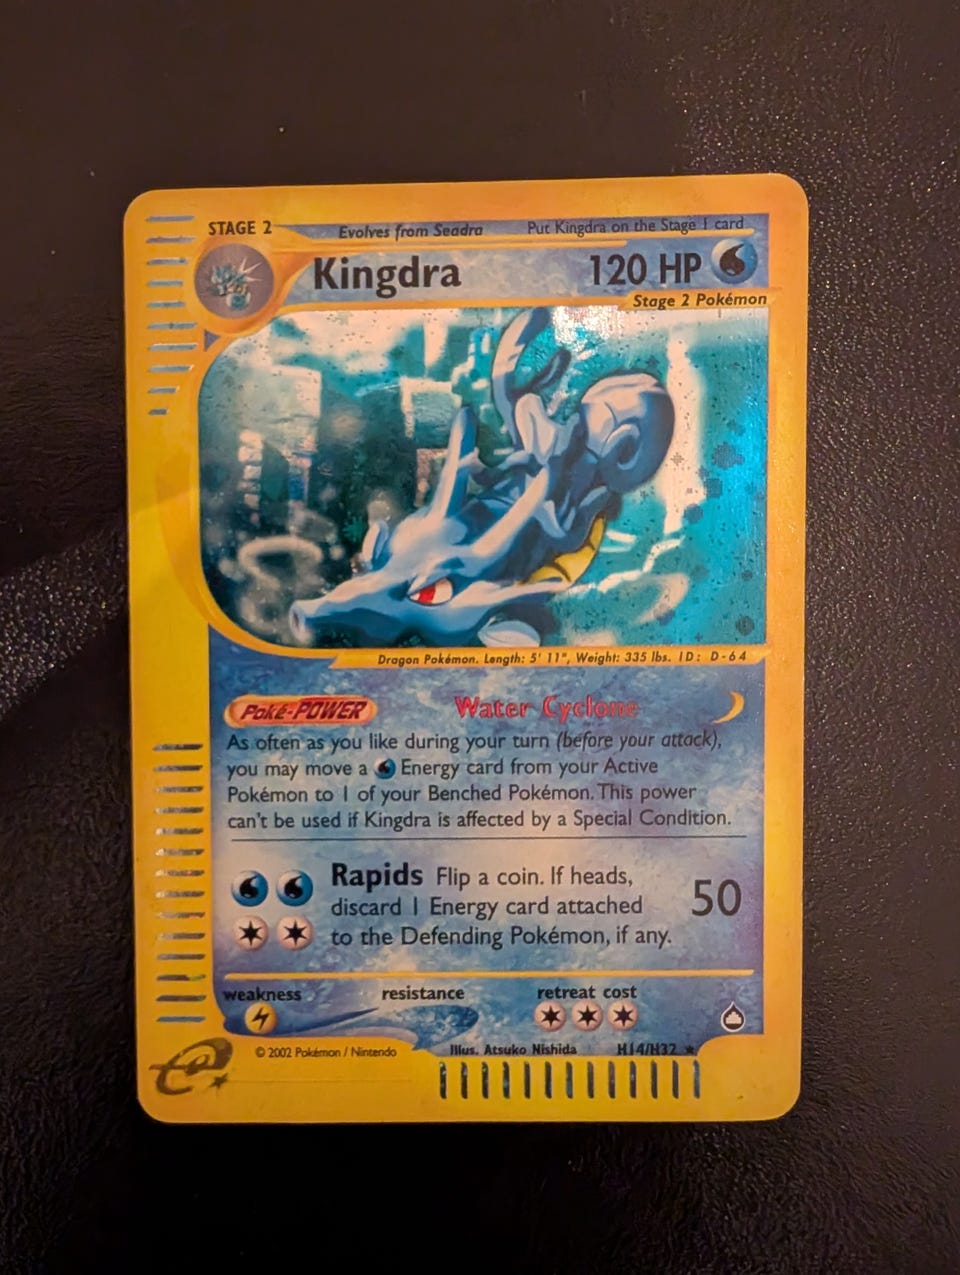 STAGE 2
Evolves from Seadra
Put Kingdra on the Stage 1 card
Kingdra
120 HP
Stage 2 Pokémon
Dragon Pokémon. Length: 5' 11", Weight: 335 lbs. ID: D-64
Poké-POWER Water Cyclone
As often as you like during your turn (before your attack),
you may move a Energy card from your Active
Pokémon to 1 of your Benched Pokémon. This power
can't be used if Kingdra is affected by a Special Condition.
Rapids Flip a coin. If heads,
discard 1 Energy card attached
to the Defending Pokémon, if any.
50
weakness resistance retreat cost
e
© 2002 Pokémon / Nintendo
Illus. Atsuko Nishida H14/H32 ★